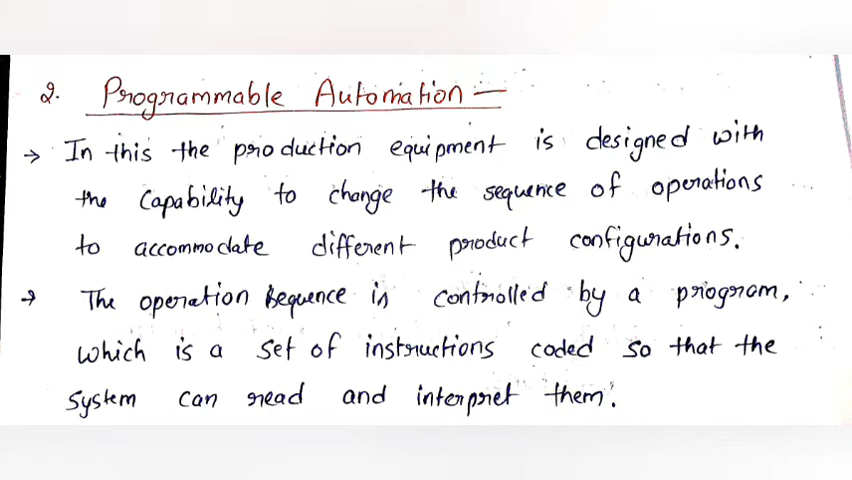 2. Programmable Automation —
→ In this the production equipment is designed with
the capability to change the sequence of operations
to accommodate different product configurations.
→ The operation sequence is controlled by a program,
which is a set of instructions coded so that the
system can read and interpret them.